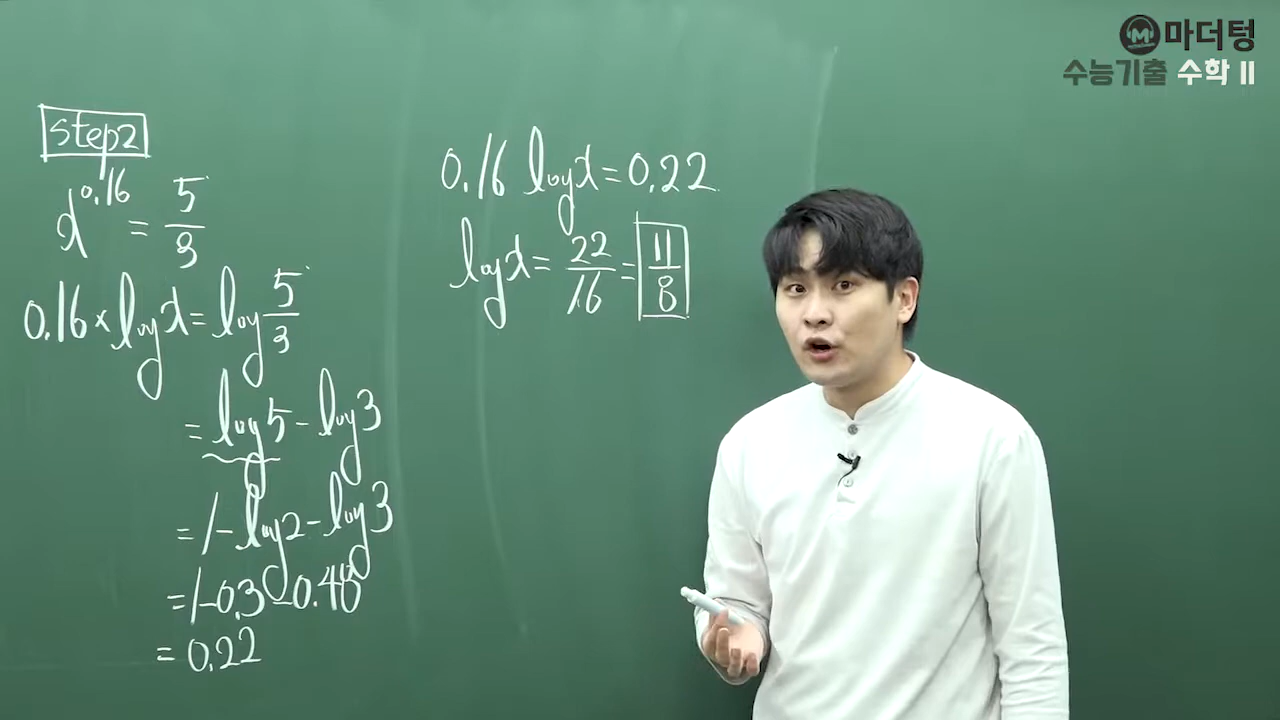 마더텅
수능기출 수학 II
step2
d^0.16 = 5/3
0.16 × log d = log 5/3
= log 5 - log 3
= 1 - log 2 - log 3
= 1 - 0.3 - 0.48
= 0.22
0.16 log d = 0.22
log d = 22/16 = 11/8